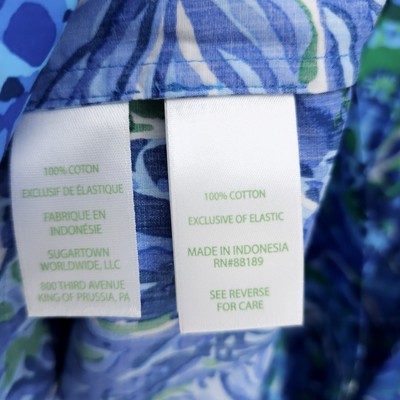 100% COTON
EXCLUSIF DE ÉLASTIQUE
FABRIQUE EN
INDONÉSIE
SUGARTOWN
WORLDWIDE, LLC
800 THIRD AVENUE
KING OF PRUSSIA, PA
100% COTTON
EXCLUSIVE OF ELASTIC
MADE IN INDONESIA
RN#88189
SEE REVERSE
FOR CARE